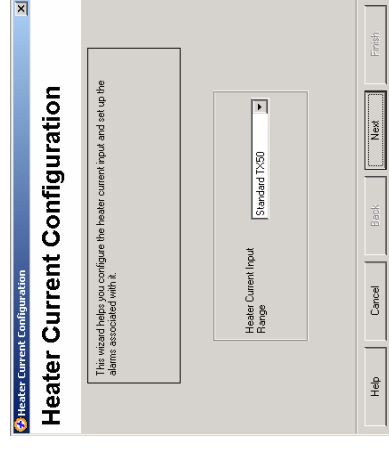 Heater Current Configuration
Heater Current Configuration
This wizard helps you configure the heater current input and set up the
alarms associated with it.
Heater Current Input
Range
Standard TX50
Help
Cancel
Back
Next
Finish